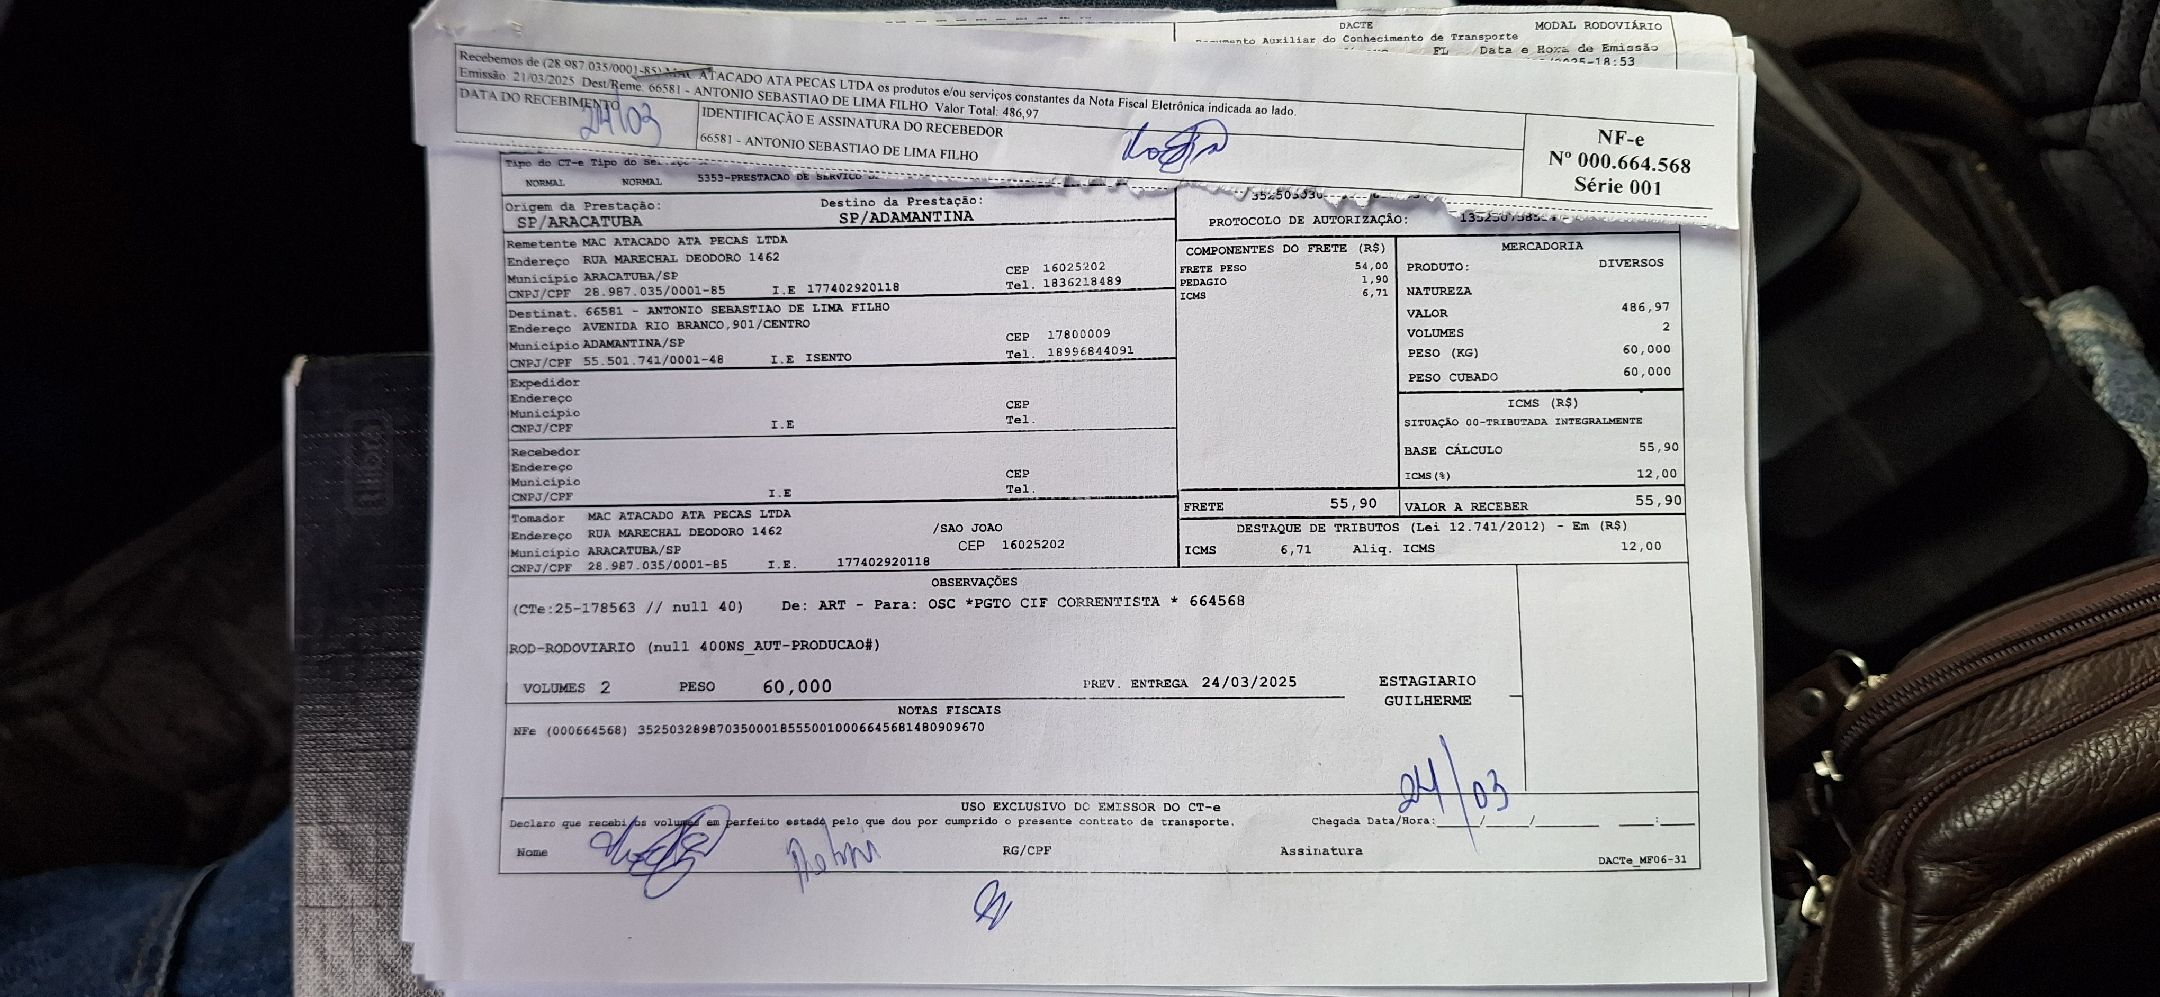 DACTE MODAL RODOVIÁRIO
Auxiliar do Conhecimento de Transporte
FL Data e Hora de Emissão
-18:53
Recebemos de (28.987.035/0001-85) MAC ATACADO ATA PECAS LTDA os produtos e/ou serviços constantes da Nota Fiscal Eletrônica indicada ao lado.
Emissão: 21/03/2025 Dest/Reme: 66581 - ANTONIO SEBASTIAO DE LIMA FILHO Valor Total: 486,97
DATA DO RECEBIMENTO
24/03
IDENTIFICAÇÃO E ASSINATURA DO RECEBEDOR
66581 - ANTONIO SEBASTIAO DE LIMA FILHO
NF-e
Nº 000.664.568
Série 001
Tipo do CT-e Tipo do
NORMAL NORMAL 5353-PRESTACAO DE SERVICO
Origem da Prestação: Destino da Prestação:
SP/ARACATUBA SP/ADAMANTINA
PROTOCOLO DE AUTORIZAÇÃO:
Remetente MAC ATACADO ATA PECAS LTDA
Endereço RUA MARECHAL DEODORO 1462
Município ARACATUBA/SP CEP 16025202
CNPJ/CPF 28.987.035/0001-85 I.E 177402920118 Tel. 1836218489
Destinat. 66581 - ANTONIO SEBASTIAO DE LIMA FILHO
Endereço AVENIDA RIO BRANCO,901/CENTRO
Município ADAMANTINA/SP CEP 17800009
CNPJ/CPF 55.501.741/0001-48 I.E ISENTO Tel. 18996844091
Expedidor
Endereço
Município CEP
CNPJ/CPF I.E Tel.
Recebedor
Endereço
Município CEP
CNPJ/CPF I.E Tel.
Tomador MAC ATACADO ATA PECAS LTDA
Endereço RUA MARECHAL DEODORO 1462 /SAO JOAO
Município ARACATUBA/SP CEP 16025202
CNPJ/CPF 28.987.035/0001-85 I.E. 177402920118
COMPONENTES DO FRETE (R$)
FRETE PESO 54,00
PEDAGIO 1,90
ICMS 6,71
MERCADORIA
PRODUTO: DIVERSOS
NATUREZA
VALOR 486,97
VOLUMES 2
PESO (KG) 60,000
PESO CUBADO 60,000
ICMS (R$)
SITUAÇÃO 00-TRIBUTADA INTEGRALMENTE
BASE CÁLCULO 55,90
ICMS(%) 12,00
FRETE 55,90 VALOR A RECEBER 55,90
DESTAQUE DE TRIBUTOS (Lei 12.741/2012) - Em (R$)
ICMS 6,71 Aliq. ICMS 12,00
OBSERVAÇÕES
(CTe:25-178563 // null 40) De: ART - Para: OSC *PGTO CIF CORRENTISTA * 664568
ROD-RODOVIARIO (null 400NS_AUT-PRODUCAO#)
VOLUMES 2 PESO 60,000 PREV. ENTREGA 24/03/2025
ESTAGIARIO
GUILHERME
NOTAS FISCAIS
NFe (000664568) 35250328987035000185550010006645681480909670
24/03
USO EXCLUSIVO DO EMISSOR DO CT-e
Declaro que recebi os volumes em perfeito estado pelo que dou por cumprido o presente contrato de transporte. Chegada Data/Hora:____/____/________ ____:____
Nome RG/CPF Assinatura
DACTe_MF06-31